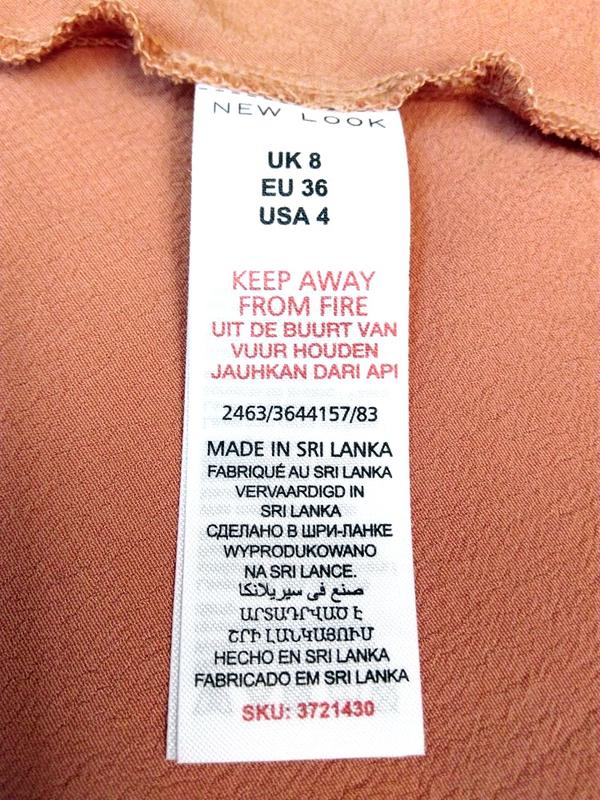 NEW LOOK
UK 8
EU 36
USA 4
KEEP AWAY
FROM FIRE
UIT DE BUURT VAN
VUUR HOUDEN
JAUHKAN DARI API
2463/3644157/83
MADE IN SRI LANKA
FABRIQUÉ AU SRI LANKA
VERVAARDIGD IN
SRI LANKA
СДЕЛАНО В ШРИ-ЛАНКЕ
WYPRODUKOWANO
NA SRI LANCE.
صنع في سيريلانكا
ԱՐՏԱԴՐՎԱԾ Է
ՇՐԻ ԼԱՆԿԱՅՈՒՄ
HECHO EN SRI LANKA
FABRICADO EM SRI LANKA
SKU: 3721430